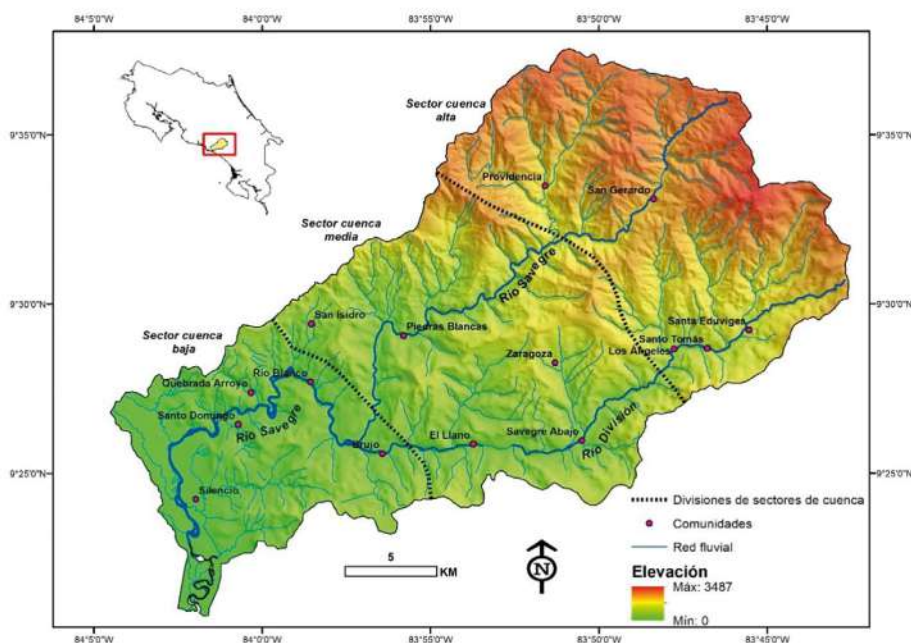 84°5'0"W
84°0'0"W
83°55'0"W
83°50'0"W
83°45'0"W
9°35'0"N
9°35'0"N
Sector cuenca
alta
Providencia
San Gerardo
Sector cuenca
media
Río Savegre
9°30'0"N
9°30'0"N
San Isidro
Piedras Blancas
Santa Eduviges
Santo Tomás
Los Angeles
Sector cuenca
baja
Zaragoza
Río Blanco
Quebrada Arroyo
Santo Domingo
Río Savegre
El Llano
Savegre Abajo
Río División
Brujo
9°25'0"N
9°25'0"N
Silencio
Divisiones de sectores de cuenca
Comunidades
Red fluvial
5
KM
N
Elevación
Máx: 3487
Mín: 0
84°5'0"W
84°0'0"W
83°55'0"W
83°50'0"W
83°45'0"W